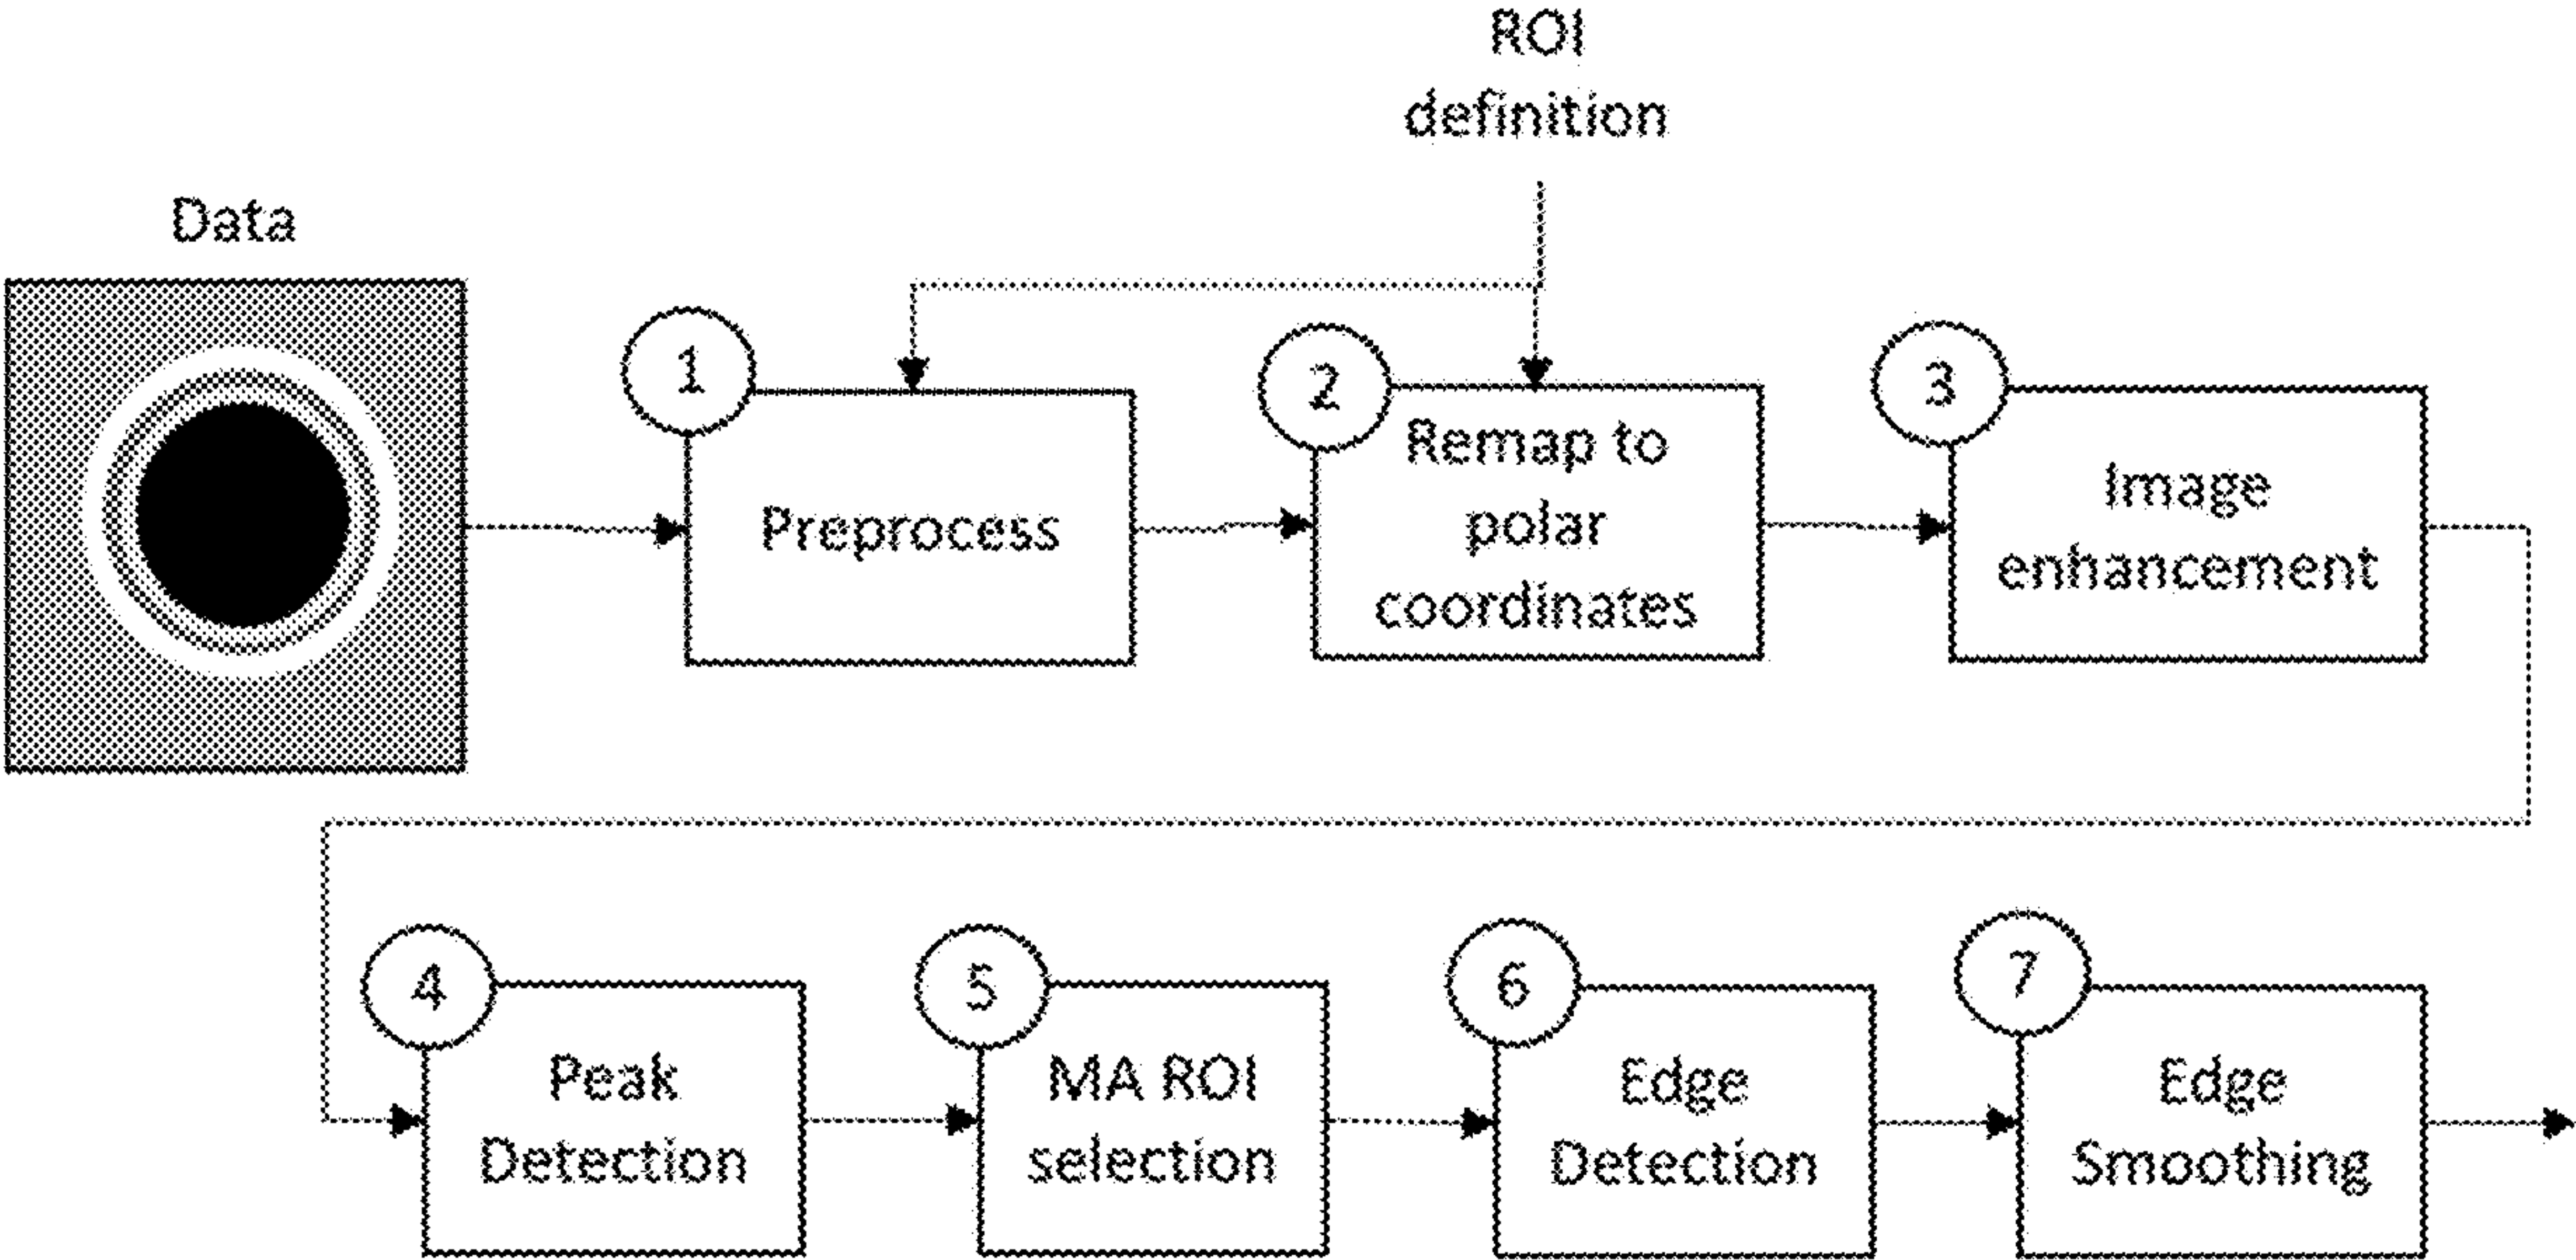 ROI
definition
Data
1
Preprocess
2
Remap to
polar
coordinates
3
Image
enhancement
4
Peak
Detection
5
MA ROI
selection
6
Edge
Detection
7
Edge
Smoothing